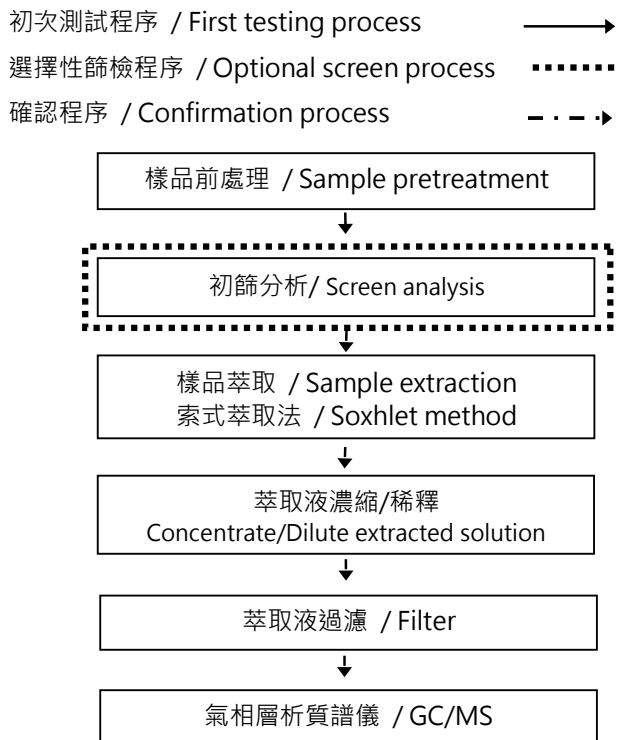 初次測試程序 / First testing process
選擇性篩檢程序 / Optional screen process
確認程序 / Confirmation process
樣品前處理 / Sample pretreatment
初篩分析/ Screen analysis
樣品萃取 / Sample extraction
索式萃取法 / Soxhlet method
萃取液濃縮/稀釋
Concentrate/Dilute extracted solution
萃取液過濾 / Filter
氣相層析質譜儀 / GC/MS